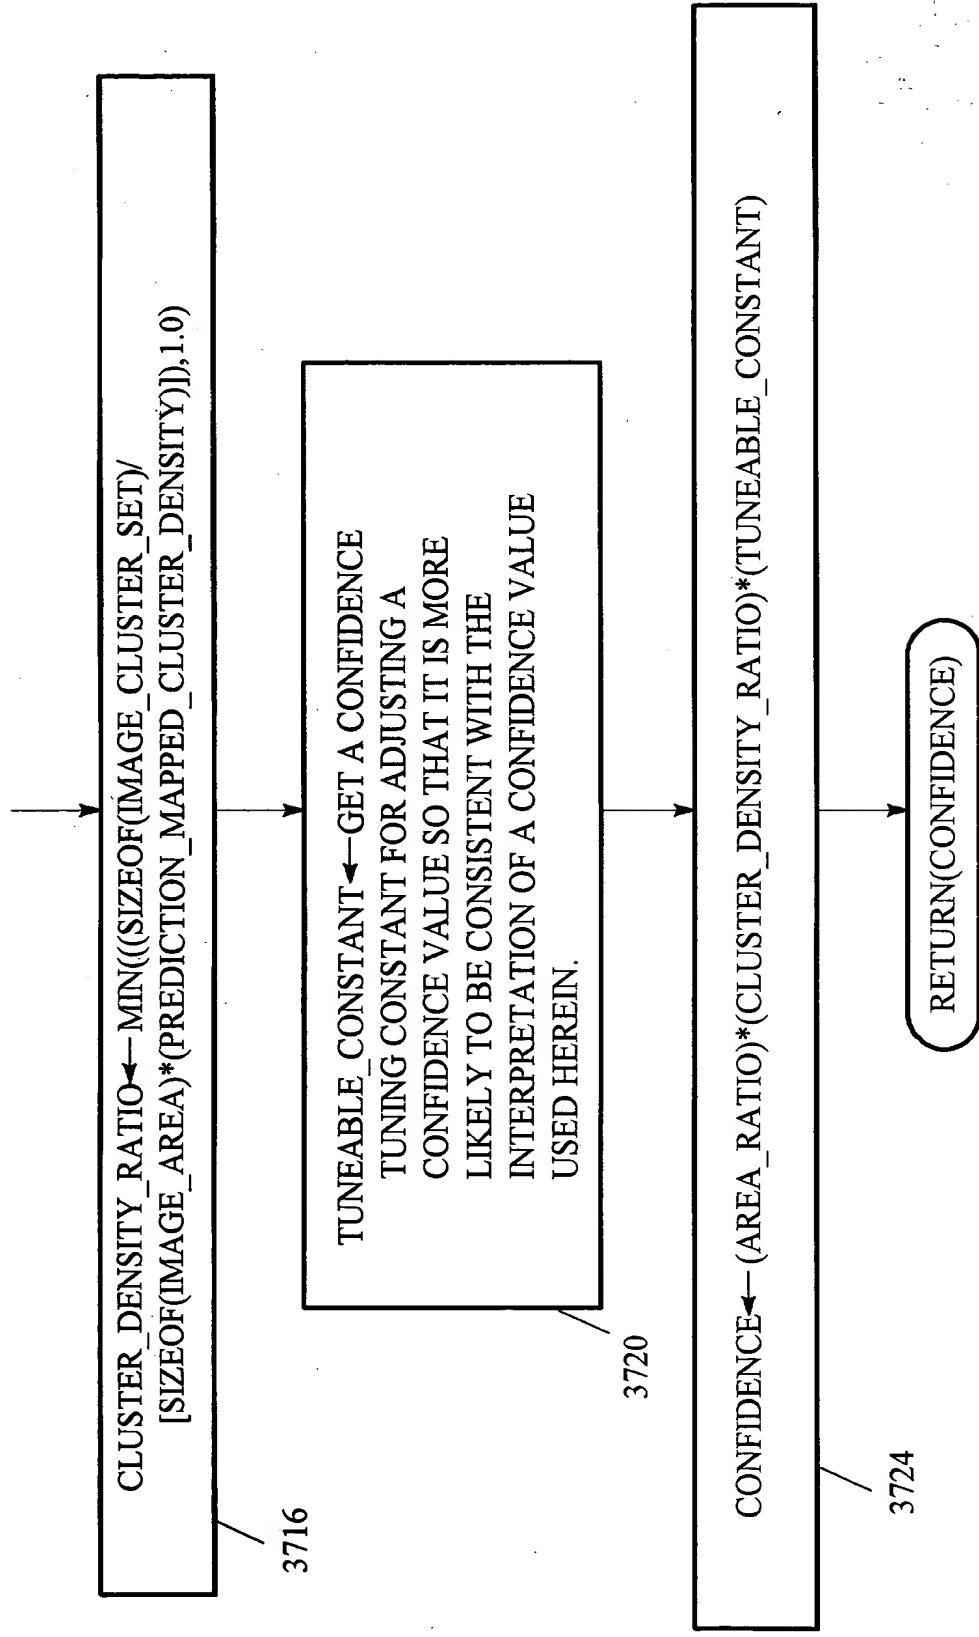 CLUSTER_DENSITY_RATIO←MIN(((SIZEOF(IMAGE_CLUSTER_SET)/
[SIZEOF(IMAGE_AREA)*(PREDICTION_MAPPED_CLUSTER_DENSITY)]),1.0)
3716
TUNEABLE_CONSTANT←GET A CONFIDENCE
TUNING CONSTANT FOR ADJUSTING A
CONFIDENCE VALUE SO THAT IT IS MORE
LIKELY TO BE CONSISTENT WITH THE
INTERPRETATION OF A CONFIDENCE VALUE
USED HEREIN.
3720
CONFIDENCE←(AREA_RATIO)*(CLUSTER_DENSITY_RATIO)*(TUNEABLE_CONSTANT)
3724
RETURN(CONFIDENCE)